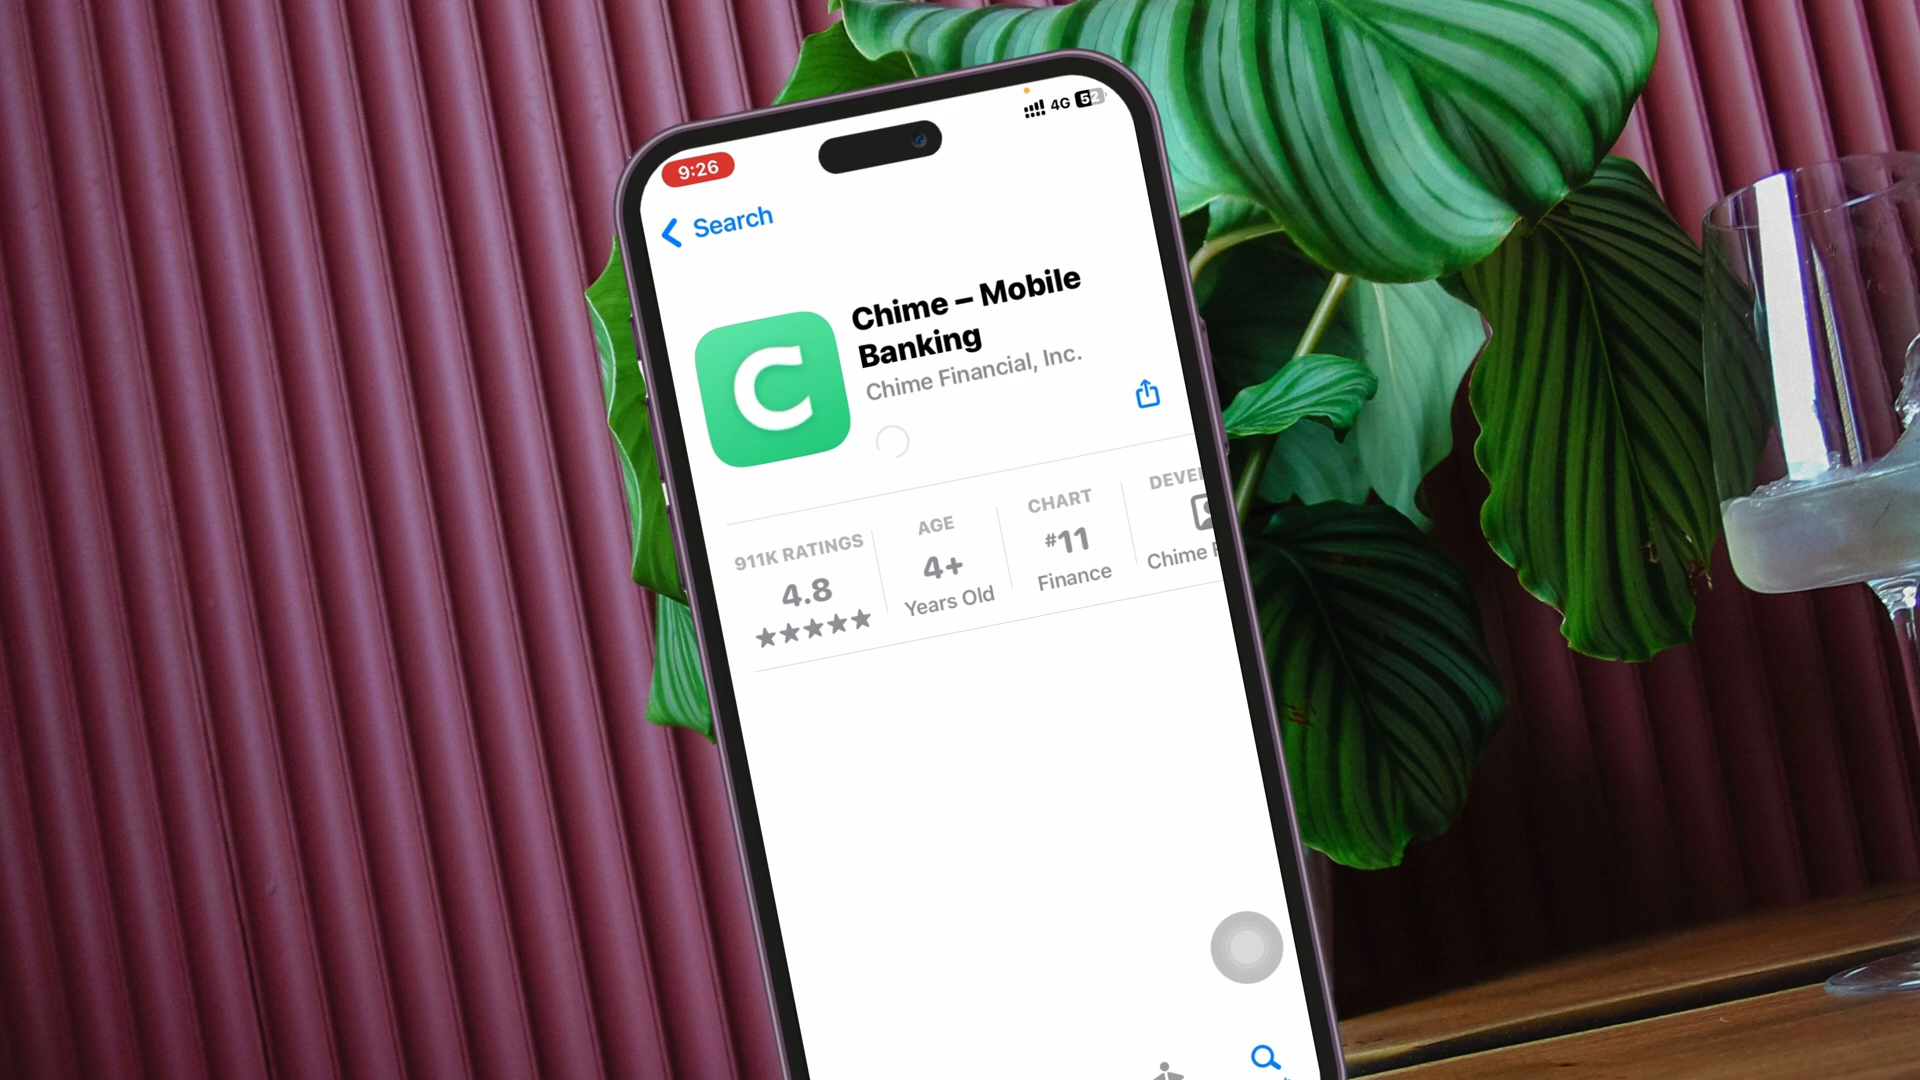 9:26
4G 52
Search
C
Chime – Mobile
Banking
Chime Financial, Inc.
911K RATINGS
4.8
AGE
4+
Years Old
CHART
#11
Finance
Chime